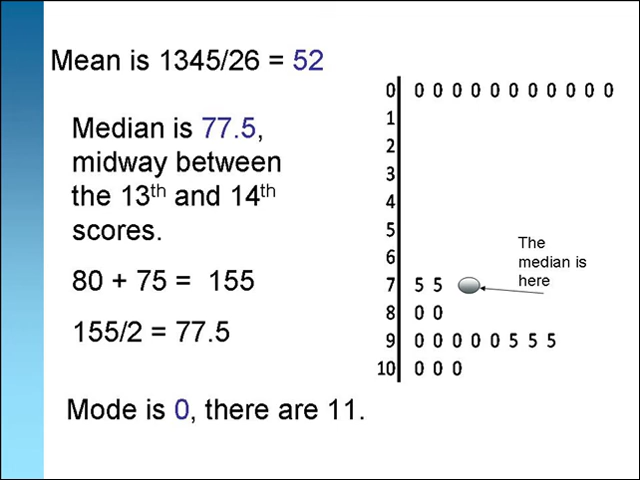 Mean is 1345/26 = 52
Median is 77.5,
midway between
the 13th and 14th
scores.
80 + 75 = 155
155/2 = 77.5
Mode is 0, there are 11.
0 0 0 0 0 0 0 0 0 0 0 0
1
2
3
4
5
6
7 5 5
8 0 0
9 0 0 0 0 0 5 5 5
10 0 0 0
The
median is
here